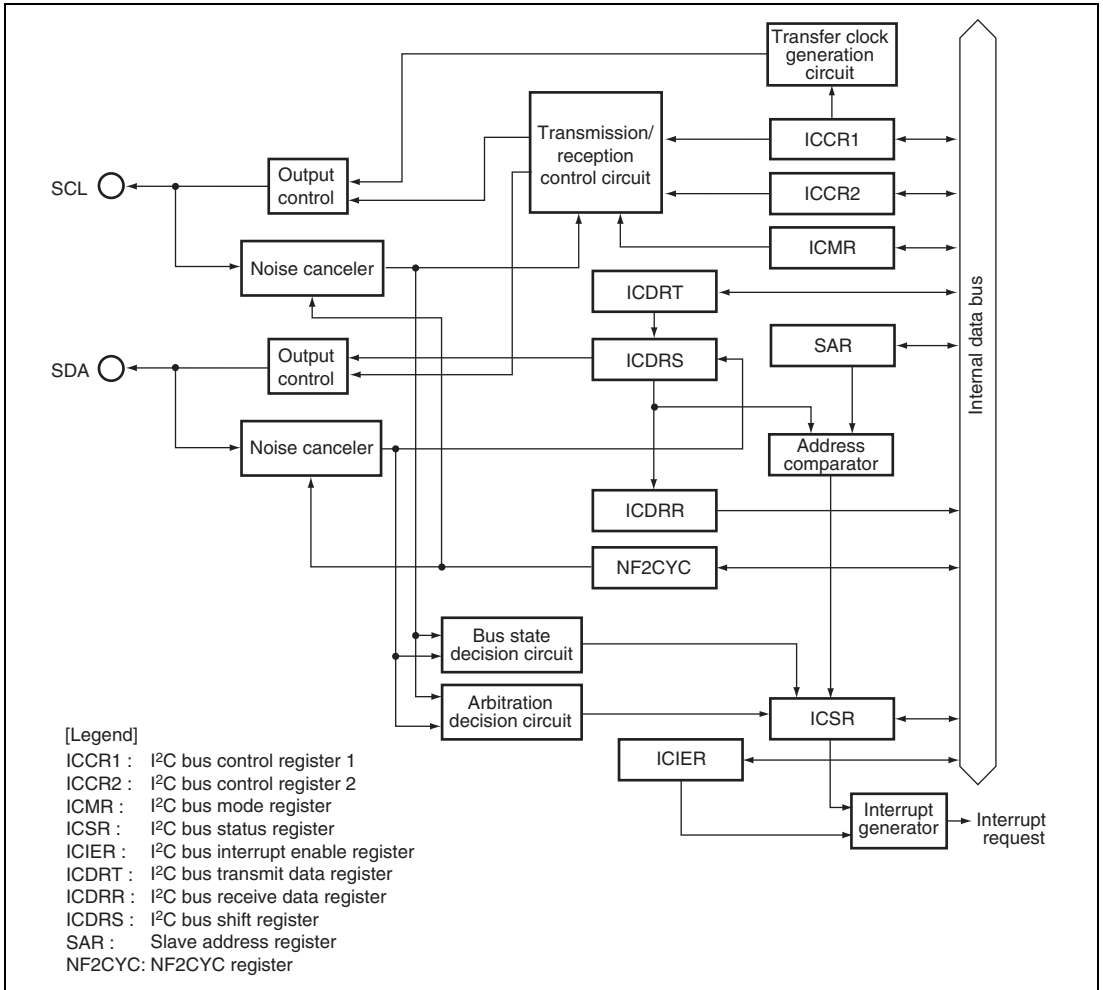 Transfer clock
generation
circuit
Transmission/
reception
control circuit
ICCR1
Output
control
SCL
ICCR2
ICMR
Noise canceler
ICDRT
Internal data bus
SAR
Output
control
ICDRS
SDA
Noise canceler
Address
comparator
ICDRR
NF2CYC
Bus state
decision circuit
Arbitration
decision circuit
ICSR
ICIER
Interrupt
generator
Interrupt
request
[Legend]
ICCR1 : I²C bus control register 1
ICCR2 : I²C bus control register 2
ICMR : I²C bus mode register
ICSR : I²C bus status register
ICIER : I²C bus interrupt enable register
ICDRT : I²C bus transmit data register
ICDRR : I²C bus receive data register
ICDRS : I²C bus shift register
SAR : Slave address register
NF2CYC: NF2CYC register